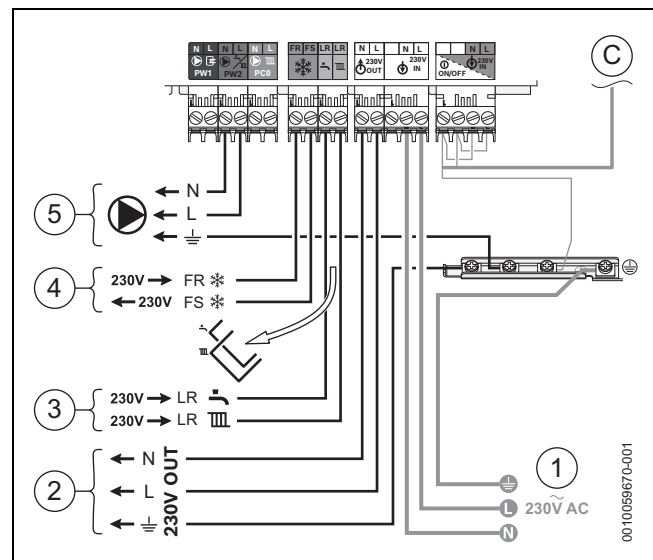 N L N L N L FR FS LR LR N L N L N L
PW1 PW2 PC0 230V OUT 230V IN ON/OFF 230V IN
C
5 N
L
4 230V FR
230V FS
3 230V LR
230V LR
2 N
L
230V OUT
1
L 230V AC
N
0010059670-001